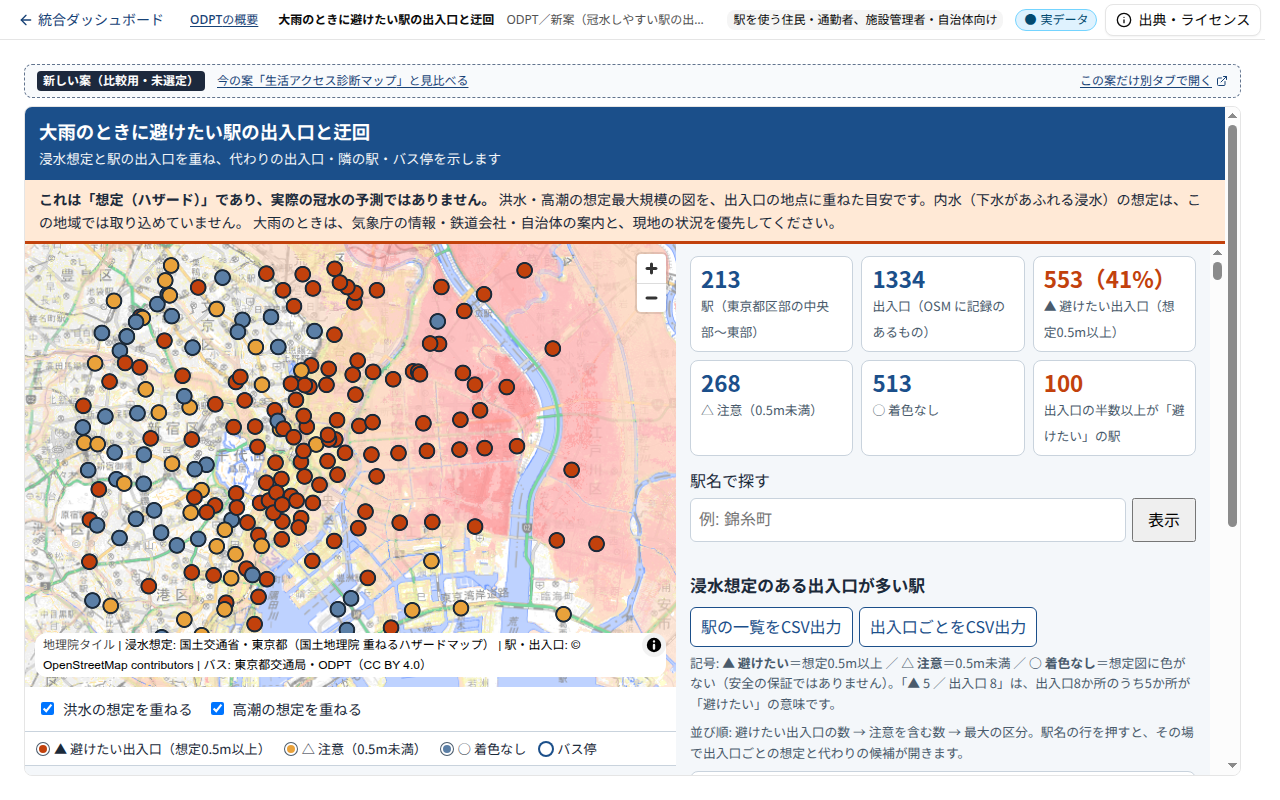 統合ダッシュボード
ODPTの概要
大雨のときに避けたい駅の出入口と迂回
ODPT／新案（冠水しやすい駅の出…
駅を使う住民・通勤者、施設管理者・自治体向け
実データ
出典・ライセンス
新しい案（比較用・未選定）
今の案「生活アクセス診断マップ」と見比べる
この案だけ別タブで開く
大雨のときに避けたい駅の出入口と迂回
浸水想定と駅の出入口を重ね、代わりの出入口・隣の駅・バス停を示します
これは「想定（ハザード）」であり、実際の冠水の予測ではありません。 洪水・高潮の想定最大規模の図を、出入口の地点に重ねた目安です。内水（下水があふれる浸水）の想定は、こ
の地域では取り込めていません。 大雨のときは、気象庁の情報・鉄道会社・自治体の案内と、現地の状況を優先してください。
豊島区
文京区
新宿区
千代田
渋谷区
港区
東京湾岸道路
臨海町
地理院タイル | 浸水想定: 国土交通省・東京都（国土地理院 重ねるハザードマップ） | 駅・出入口: ©
OpenStreetMap contributors | バス: 東京都交通局・ODPT（CC BY 4.0）
洪水の想定を重ねる
高潮の想定を重ねる
▲ 避けたい出入口（想定0.5m以上）
△ 注意（0.5m未満）
○ 着色なし
バス停
213
駅（東京都区部の中央
部〜東部）
1334
出入口（OSM に記録の
あるもの）
553（41%）
▲ 避けたい出入口（想
定0.5m以上）
268
△ 注意（0.5m未満）
513
○ 着色なし
100
出入口の半数以上が「避
けたい」の駅
駅名で探す
例: 錦糸町
表示
浸水想定のある出入口が多い駅
駅の一覧をCSV出力
出入口ごとをCSV出力
記号: ▲ 避けたい＝想定0.5m以上 ／ △ 注意＝0.5m未満 ／ ○ 着色なし＝想定図に色が
ない（安全の保証ではありません）。「▲ 5 ／ 出入口 8」は、出入口8か所のうち5か所が
「避けたい」の意味です。
並び順: 避けたい出入口の数 → 注意を含む数 → 最大の区分。駅名の行を押すと、その場
で出入口ごとの想定と代わりの候補が開きます。